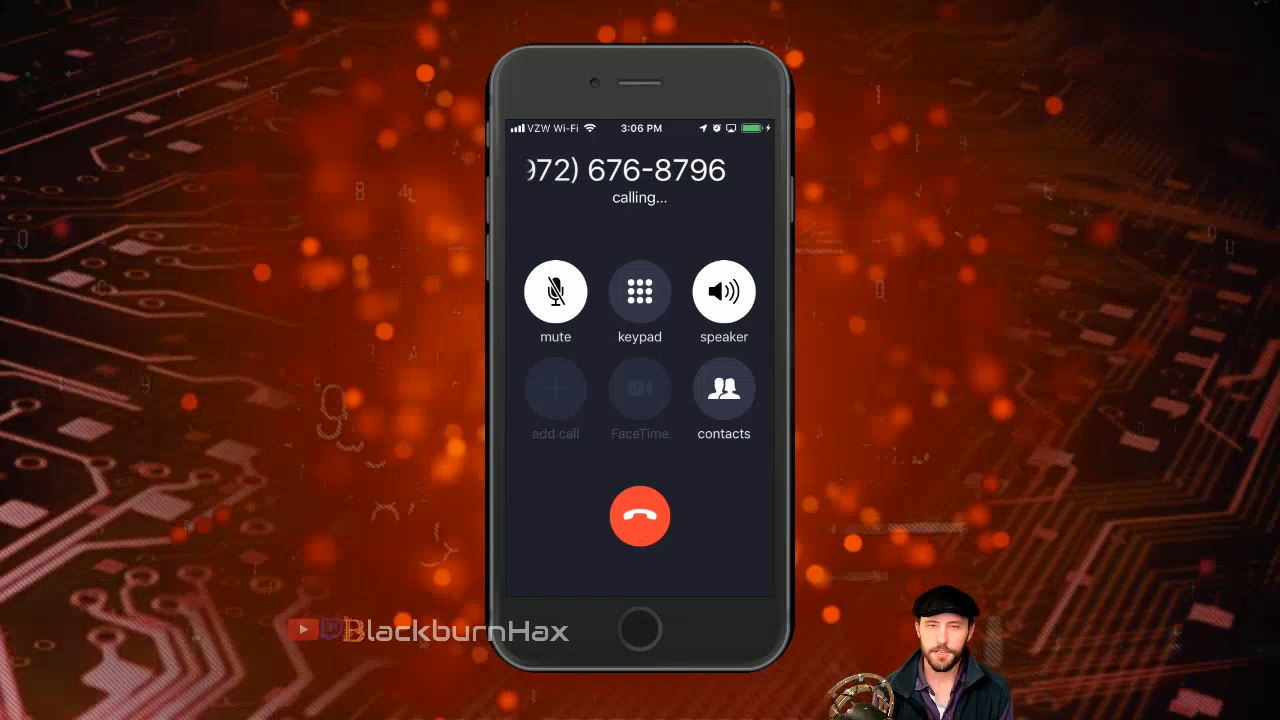 VZW Wi-Fi 3:06 PM
972) 676-8796
calling...
mute keypad speaker
add call FaceTime contacts
BlackburnHax